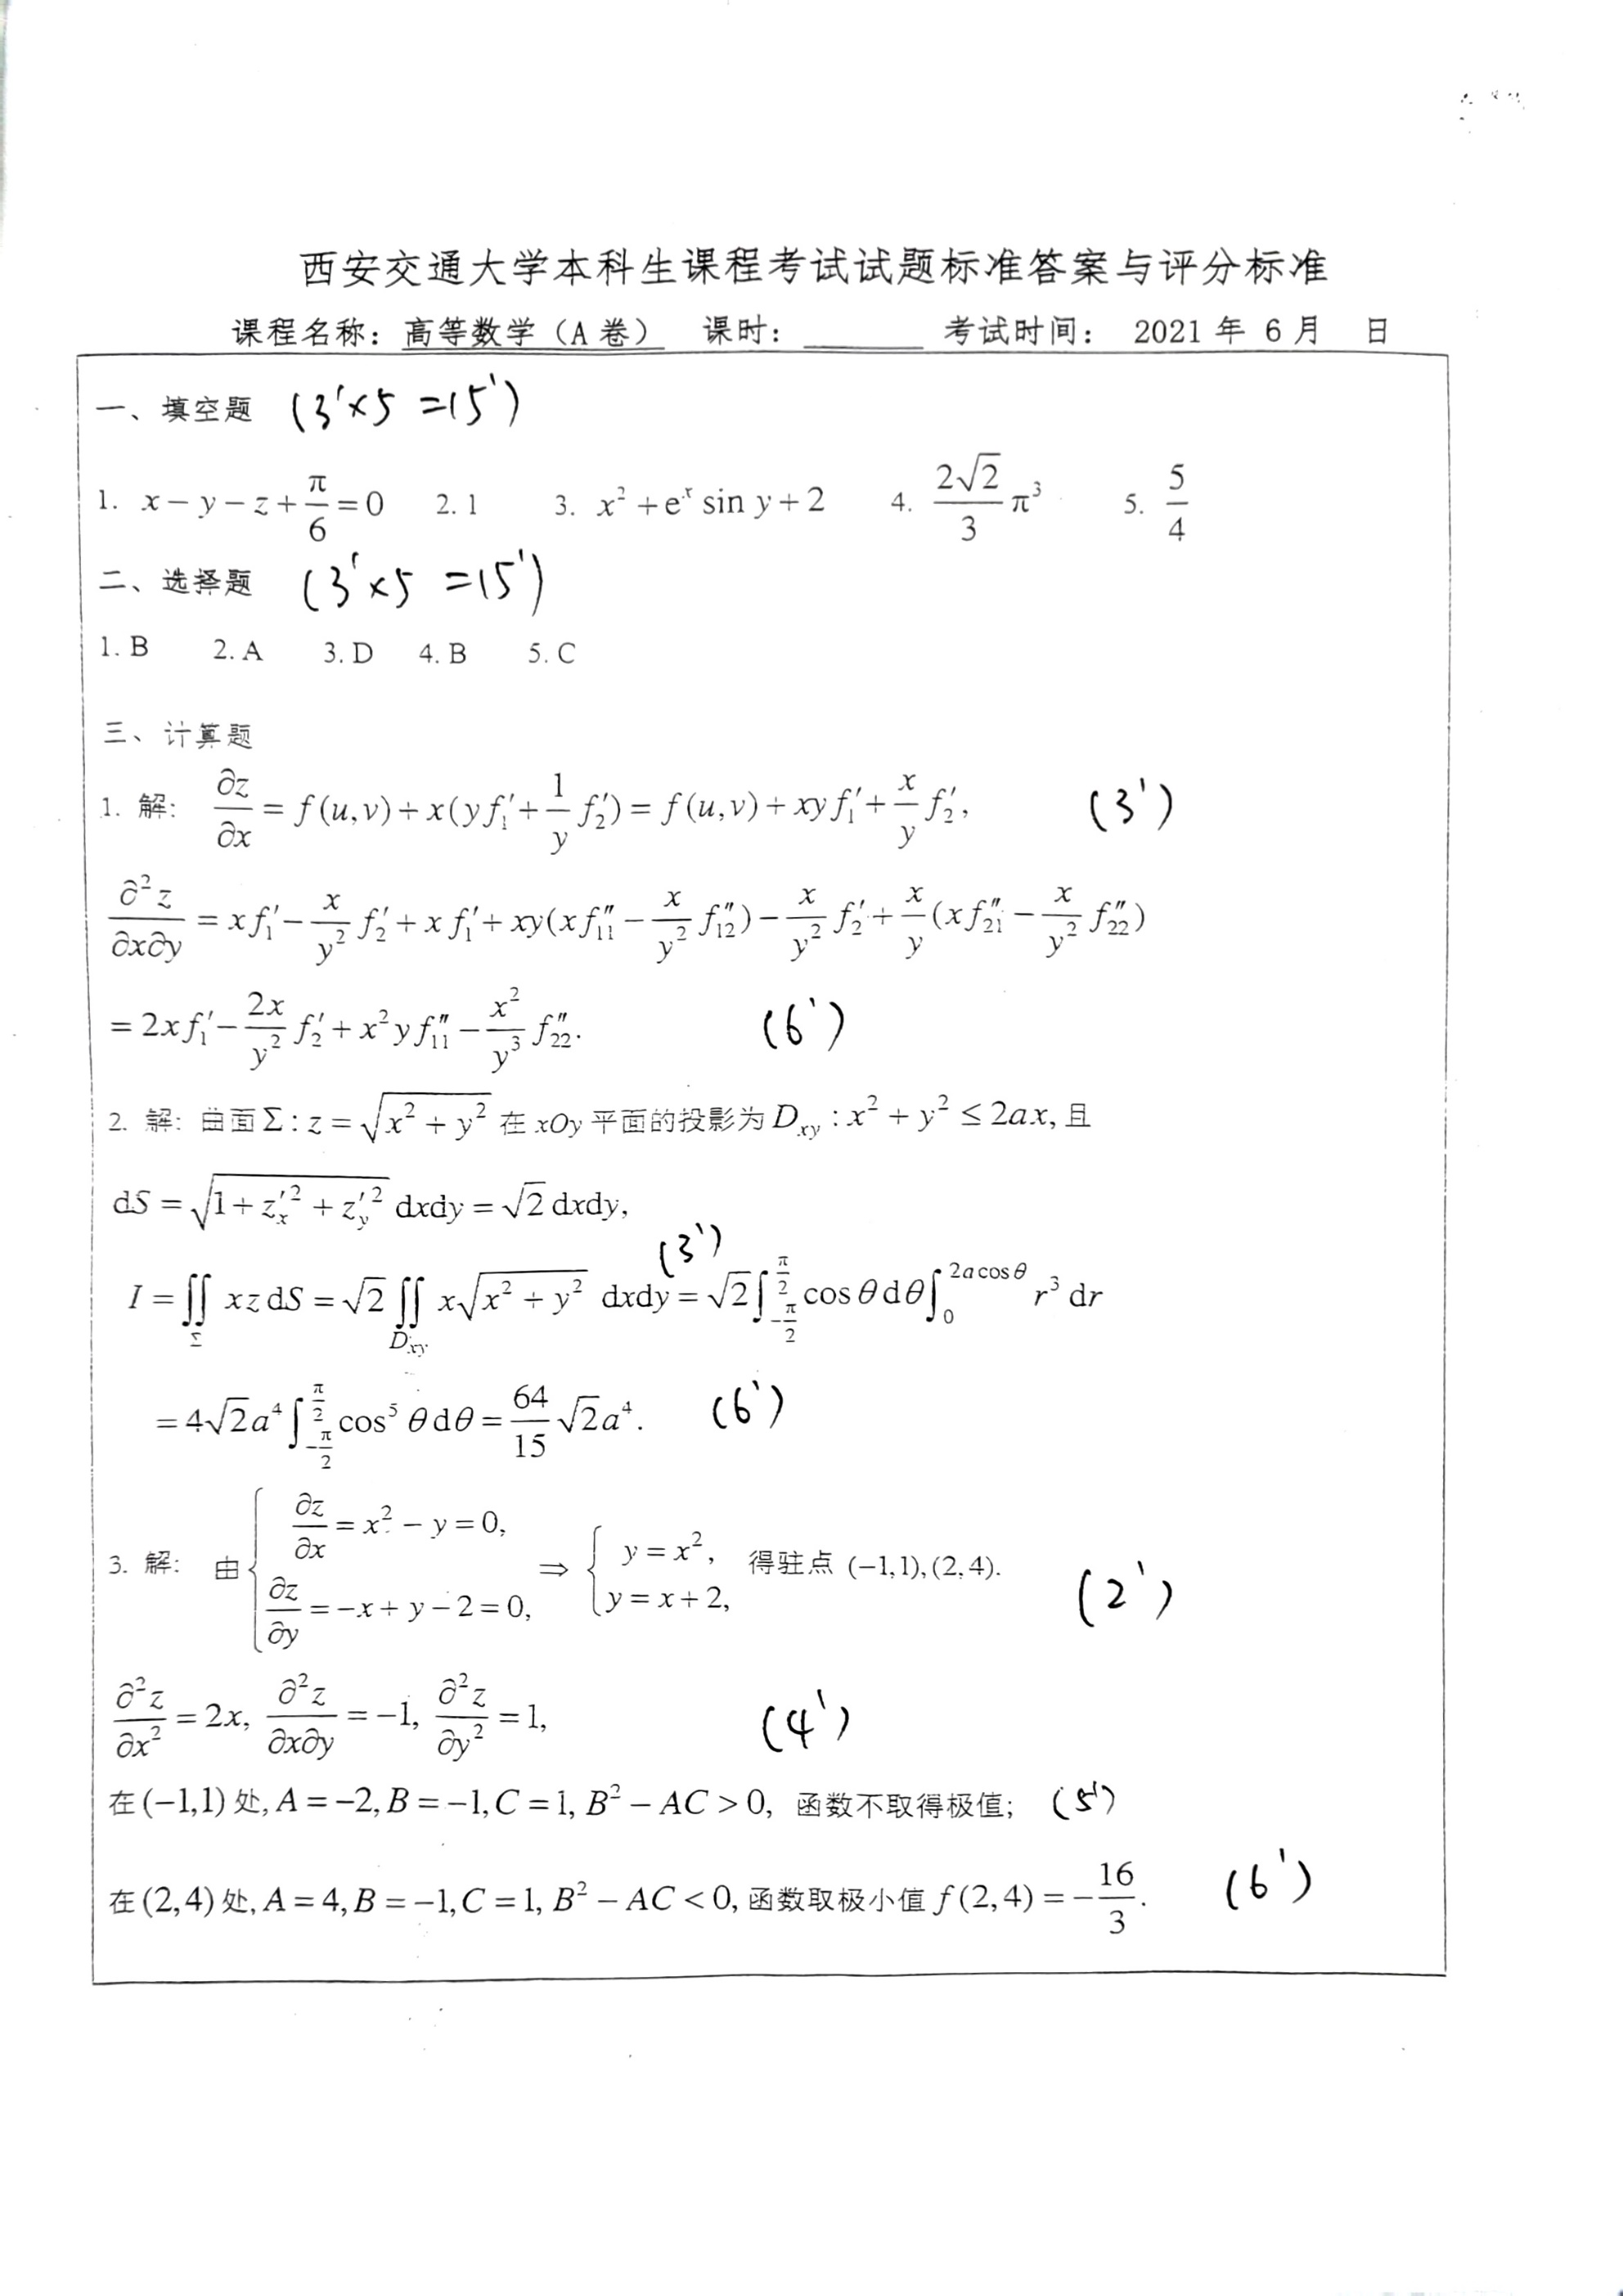 西安交通大学本科生课程考试试题标准答案与评分标准
课程名称：高等数学（A 卷） 课时：______ 考试时间： 2021 年 6 月 日
一、填空题 (3'×5=15')
1. x−y−z+π/6=0 2. 1 3. x²+eˣ sin y+2 4. (2√2/3)π³ 5. 5/4
二、选择题 (3'×5=15')
1. B 2. A 3. D 4. B 5. C
三、计算题
1. 解： ∂z/∂x = f(u,v)+x(yf₁′+(1/y)f₂′) = f(u,v)+xyf₁′+(x/y)f₂′, (3')
∂²z/∂x∂y = xf₁′−(x/y²)f₂′+xf₁′+xy(xf₁₁″−(x/y²)f₁₂″)−(x/y²)f₂′+(x/y)(xf₂₁″−(x/y²)f₂₂″)
= 2xf₁′−(2x/y²)f₂′+x²yf₁₁″−(x²/y³)f₂₂″. (6')
2. 解：曲面Σ: z=√(x²+y²) 在 xOy 平面的投影为 D_xy: x²+y² ≤ 2ax, 且
dS = √(1+z′ₓ²+z′_y²) dxdy = √2 dxdy,
(3')
I = ∬_Σ xz dS = √2 ∬_{D_xy} x√(x²+y²) dxdy = √2 ∫_{−π/2}^{π/2} cosθdθ ∫_0^{2a cosθ} r³ dr
= 4√2a⁴ ∫_{−π/2}^{π/2} cos⁵θdθ = (64/15)√2a⁴. (6')
3. 解： 由 { ∂z/∂x = x²−y=0, ∂z/∂y = −x+y−2=0, ⇒ { y=x², y=x+2, 得驻点 (−1,1),(2,4). (2')
∂²z/∂x² = 2x, ∂²z/∂x∂y = −1, ∂²z/∂y² = 1, (4')
在(−1,1)处, A=−2, B=−1, C=1, B²−AC>0, 函数不取得极值; (5')
在(2,4)处, A=4, B=−1, C=1, B²−AC<0, 函数取极小值 f(2,4)=−16/3. (6')